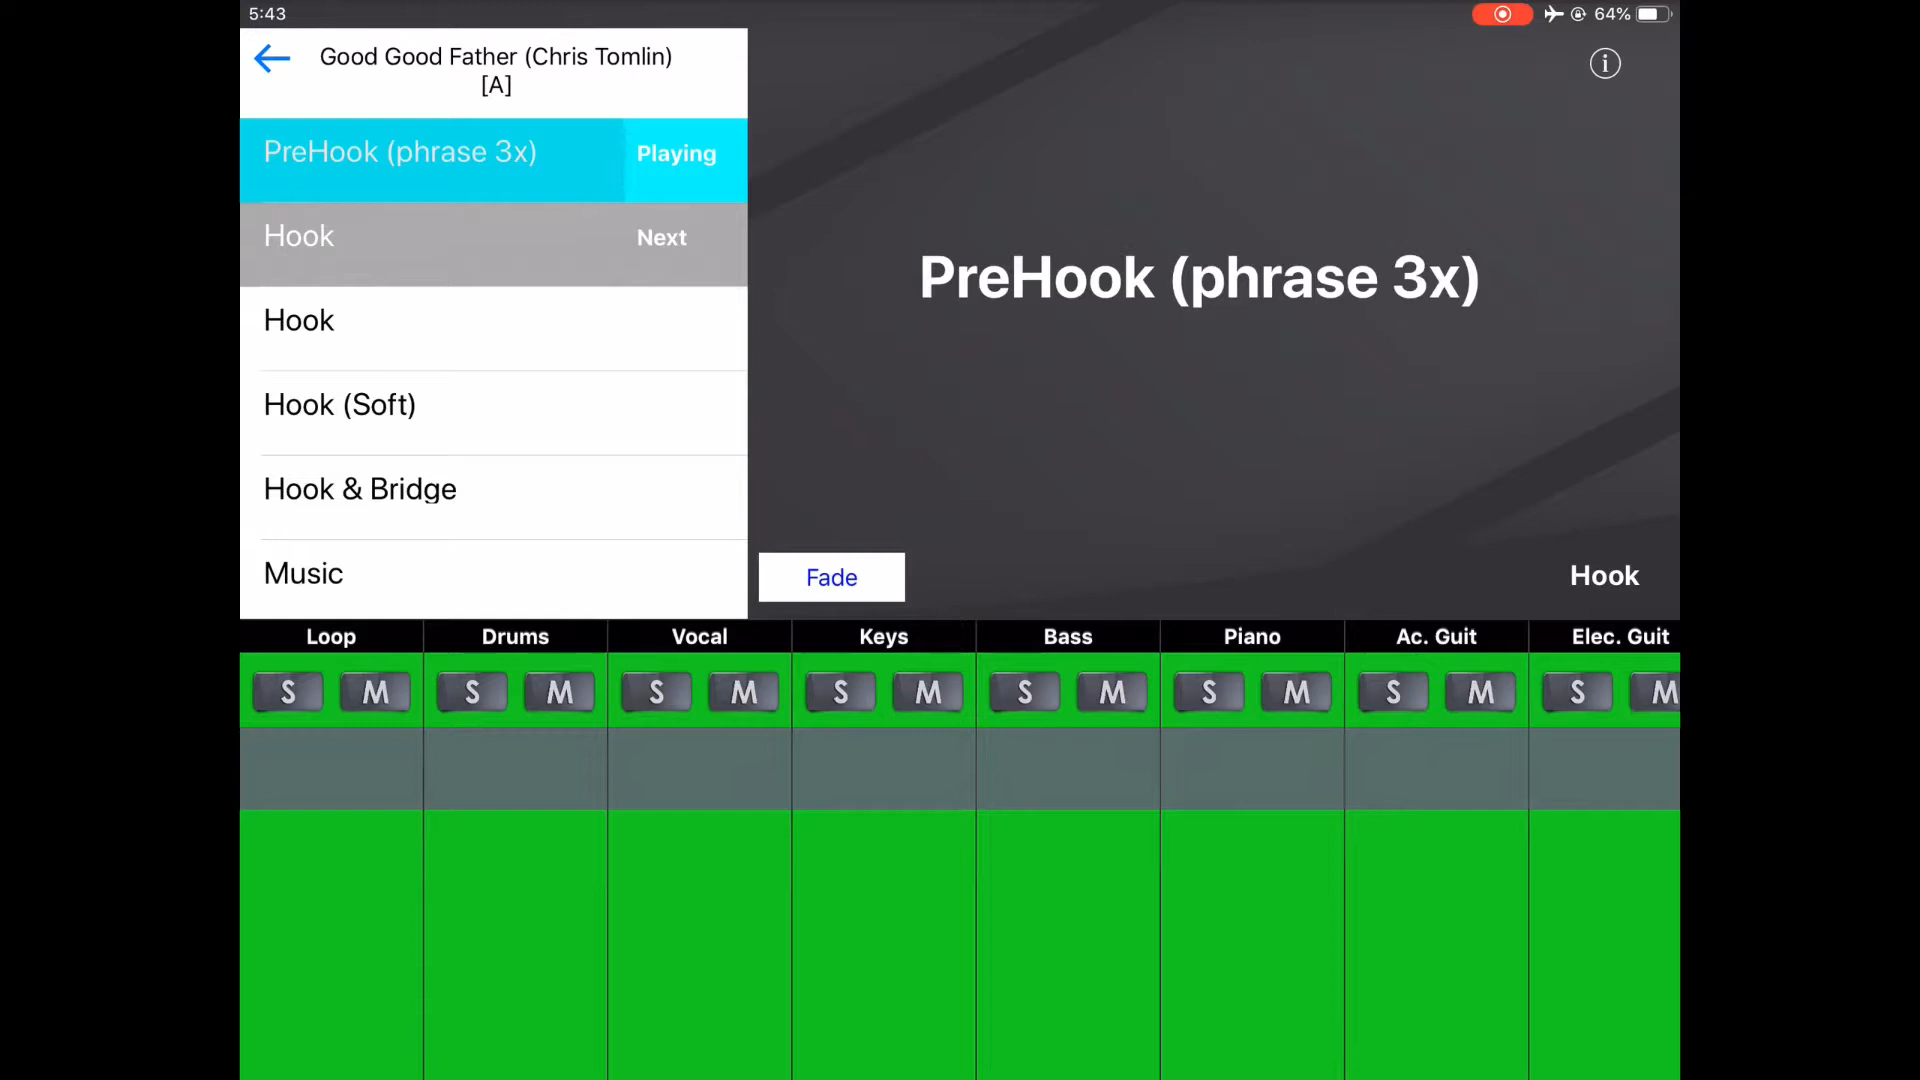 5:43
64%
Good Good Father (Chris Tomlin)
[A]
PreHook (phrase 3x)
Playing
Hook
Next
Hook
Hook (Soft)
Hook & Bridge
Music
PreHook (phrase 3x)
Fade
Hook
Loop Drums Vocal Keys Bass Piano Ac. Guit Elec. Guit
S M S M S M S M S M S M S M S M